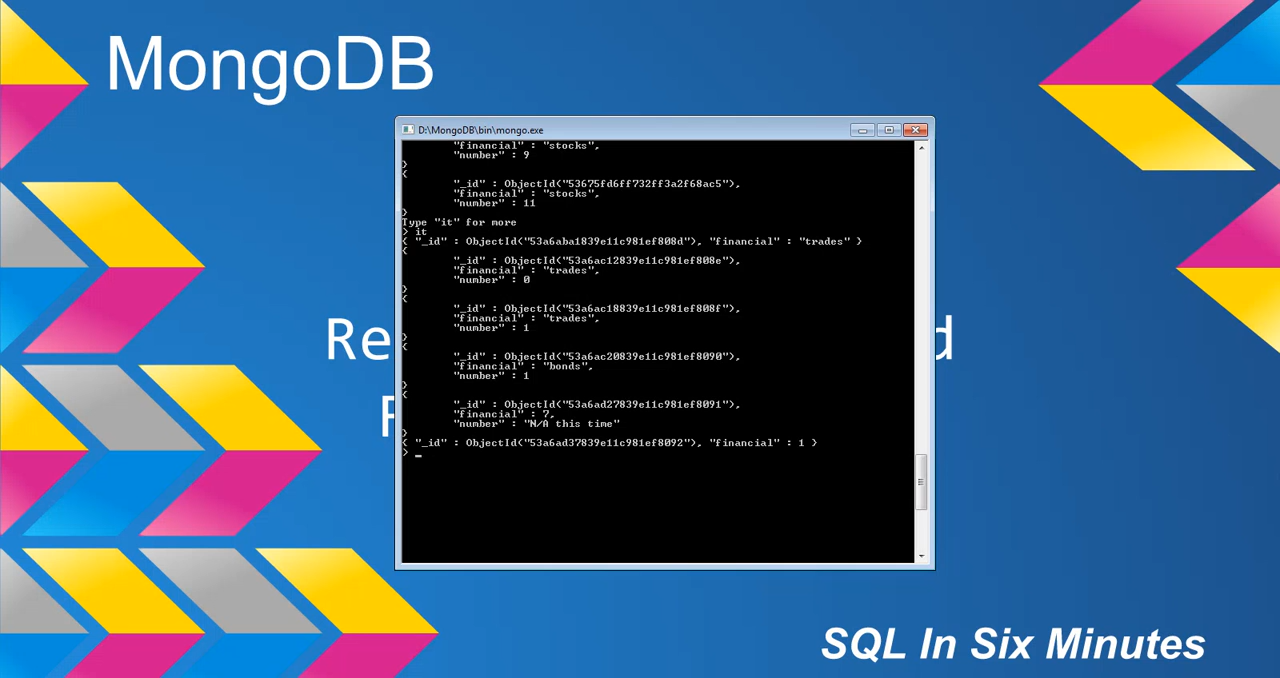 MongoDB
D:\MongoDB\bin\mongo.exe
"financial" : "stocks",
"number" : 9
}
{
"_id" : ObjectId("53675fd6ff732ff3a2f68ac5"),
"financial" : "stocks",
"number" : 11
}
Type "it" for more
> it
{ "_id" : ObjectId("53a6aba1839e11c981ef808d"), "financial" : "trades" }
{
"_id" : ObjectId("53a6ac12839e11c981ef808e"),
"financial" : "trades",
"number" : 0
}
{
"_id" : ObjectId("53a6ac18839e11c981ef808f"),
"financial" : "trades",
"number" : 1
}
{
"_id" : ObjectId("53a6ac20839e11c981ef8090"),
"financial" : "bonds",
"number" : 1
}
{
"_id" : ObjectId("53a6ad27839e11c981ef8091"),
"financial" : 7,
"number" : "N/A this time"
}
{ "_id" : ObjectId("53a6ad37839e11c981ef8092"), "financial" : 1 }
> _
SQL In Six Minutes